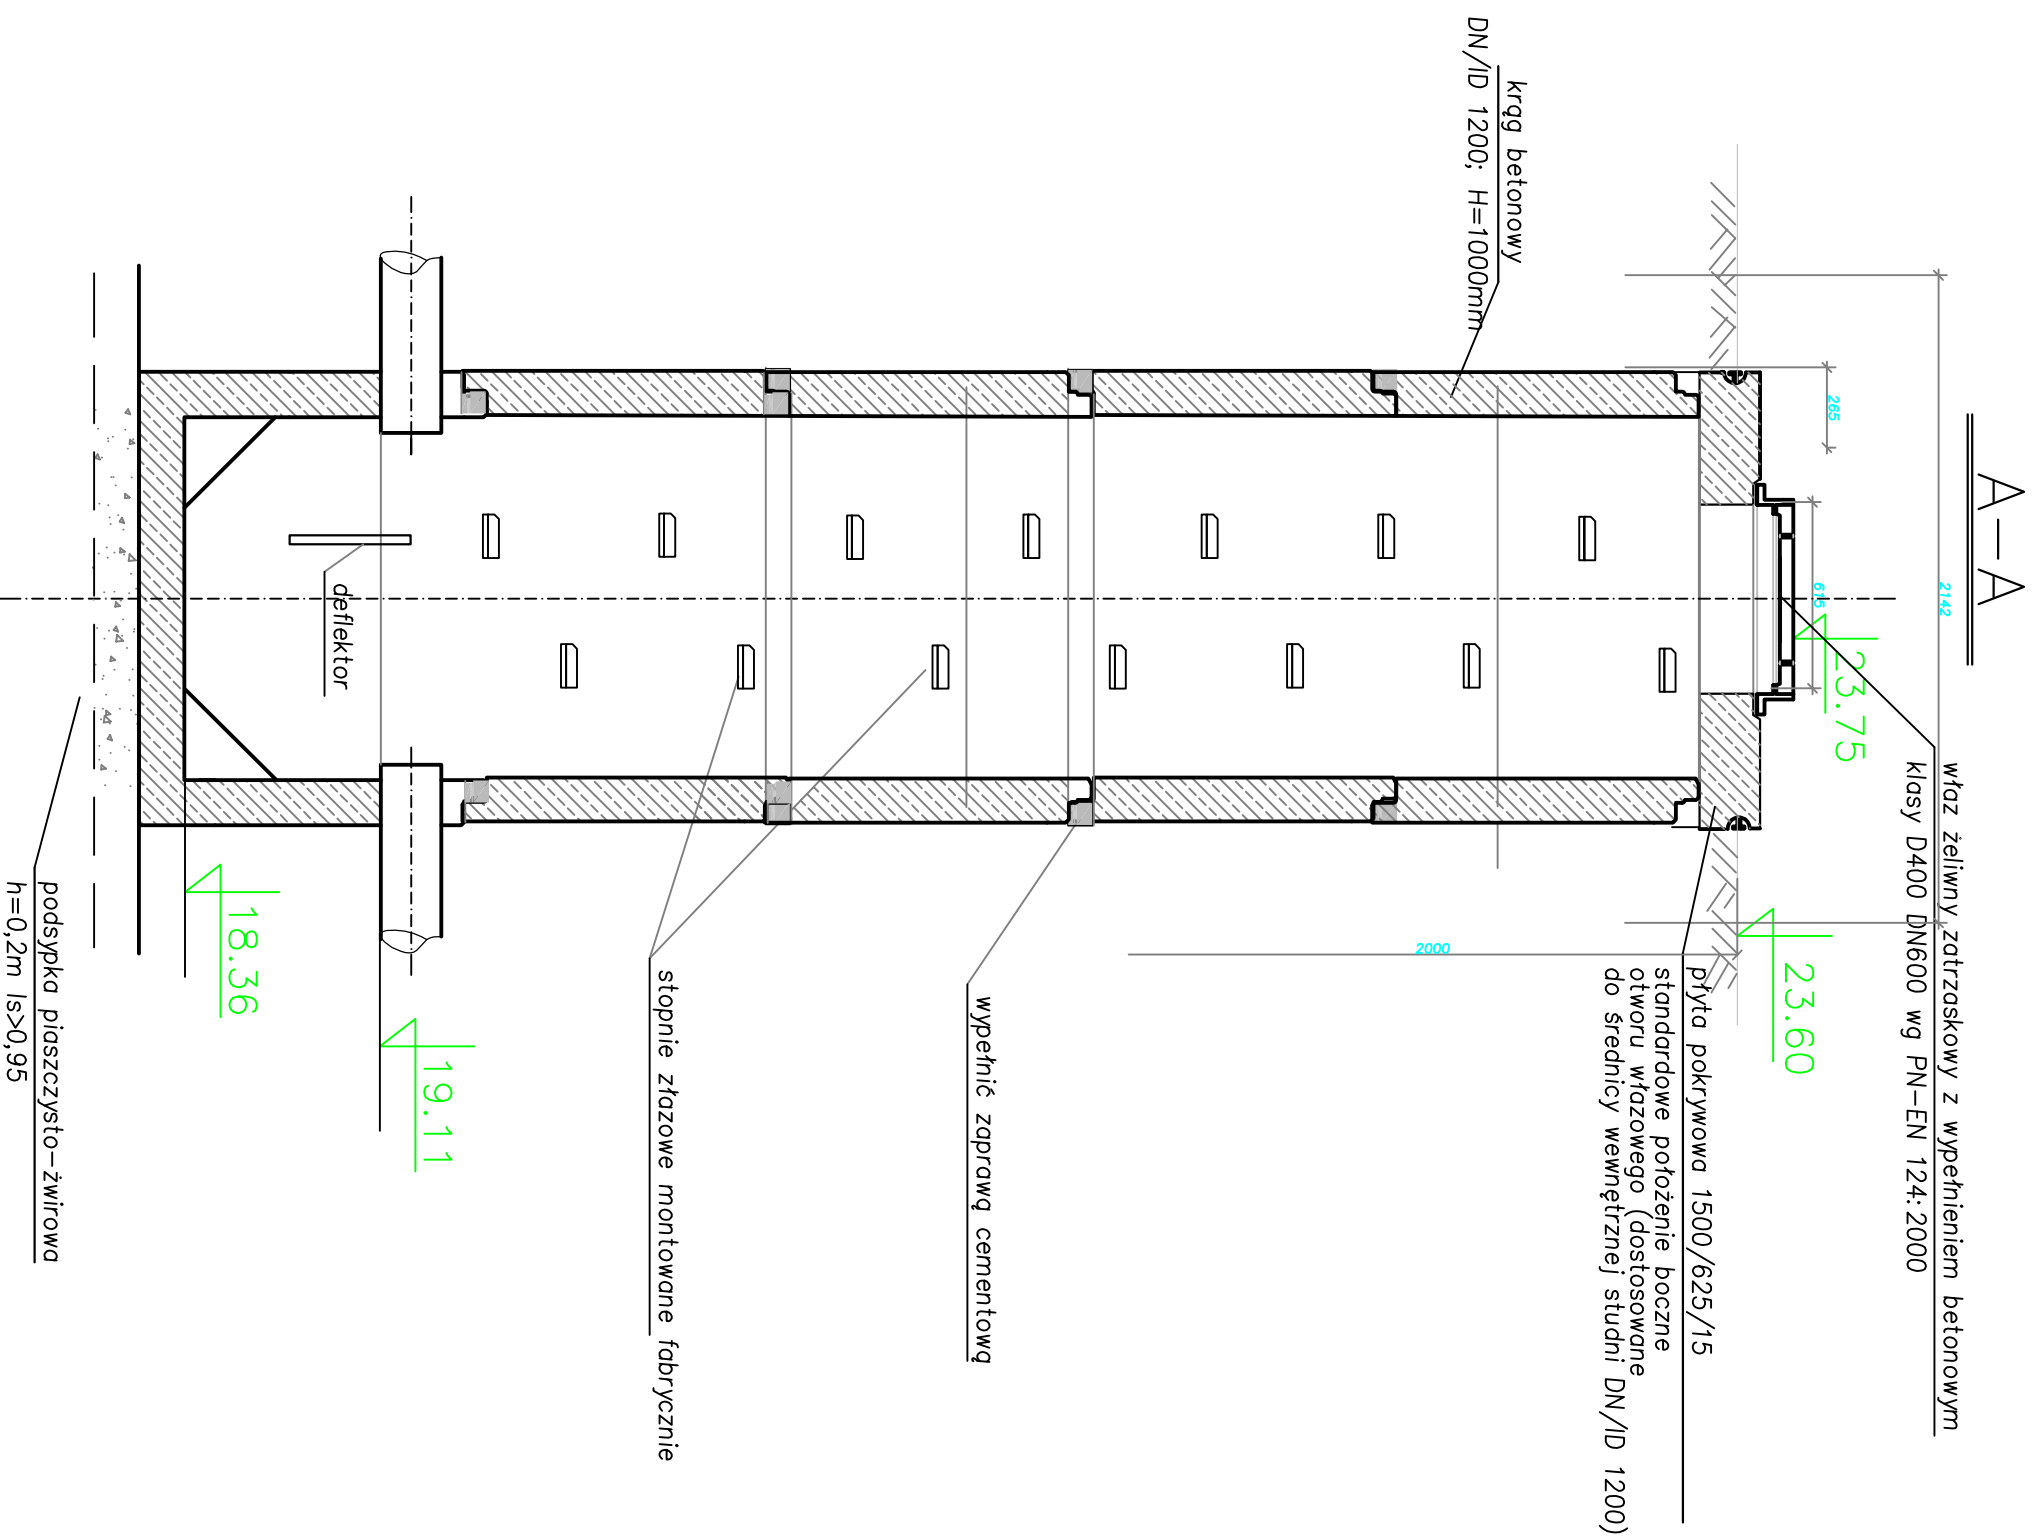 A-A
2142
615
265
23.75
właz żeliwny zatrzaskowy z wypełnieniem betonowym
klasy D400 DN600 wg PN-EN 124:2000
23.60
płyta pokrywowa 1500/625/15
standardowe położenie boczne
otworu włazowego (dostosowane
do średnicy wewnętrznej studni DN/ID 1200)
krąg betonowy
DN/ID 1200; H=1000mm
2000
wypełnić zaprawą cementową
stopnie złazowe montowane fabrycznie
19.11
deflektor
18.36
podsypka piaszczysto-żwirowa
h=0,2m Is>0,95